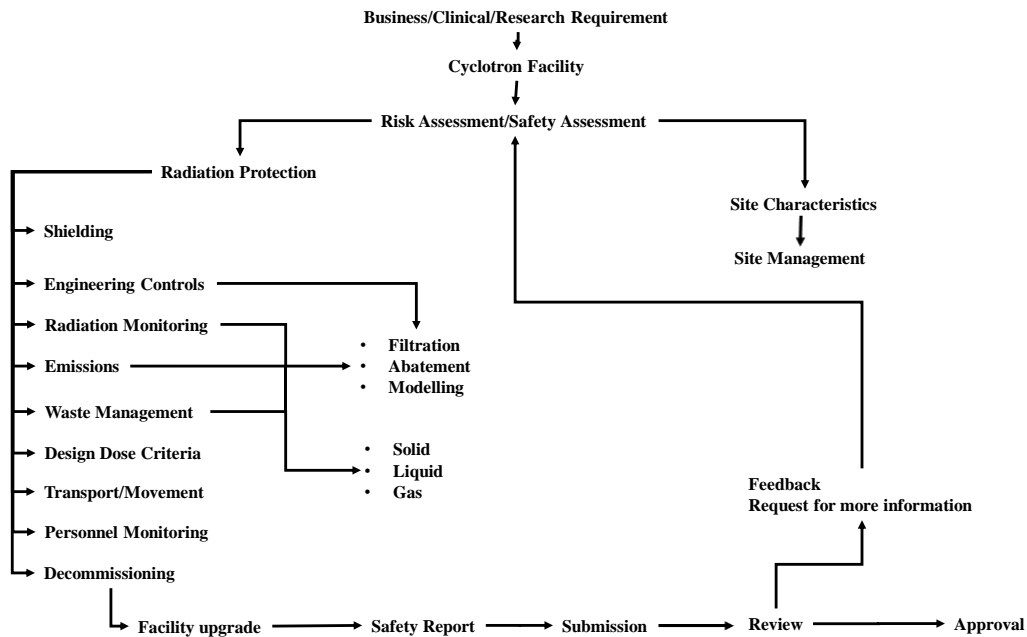 Business/Clinical/Research Requirement
Cyclotron Facility
Risk Assessment/Safety Assessment
Radiation Protection
Site Characteristics
Site Management
Shielding
Engineering Controls
Radiation Monitoring
Emissions
Waste Management
Design Dose Criteria
Transport/Movement
Personnel Monitoring
Decommissioning
• Filtration
• Abatement
• Modelling
• Solid
• Liquid
• Gas
Feedback
Request for more information
Facility upgrade
Safety Report
Submission
Review
Approval